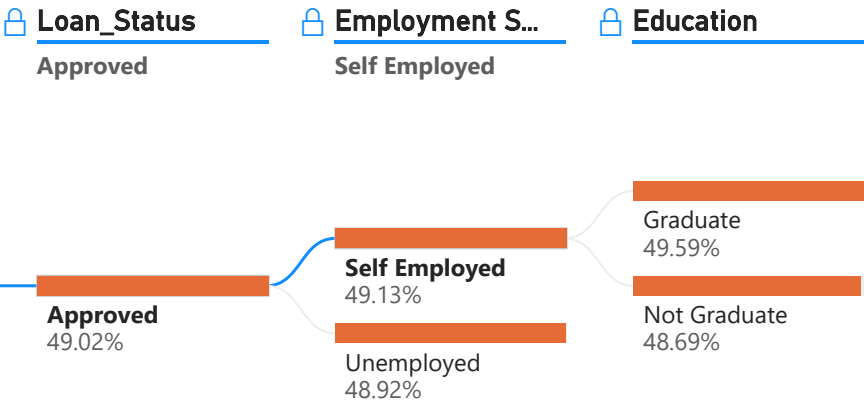 Loan_Status
Employment S...
Education
Approved
Self Employed
Graduate
49.59%
Self Employed
49.13%
Approved
49.02%
Not Graduate
48.69%
Unemployed
48.92%